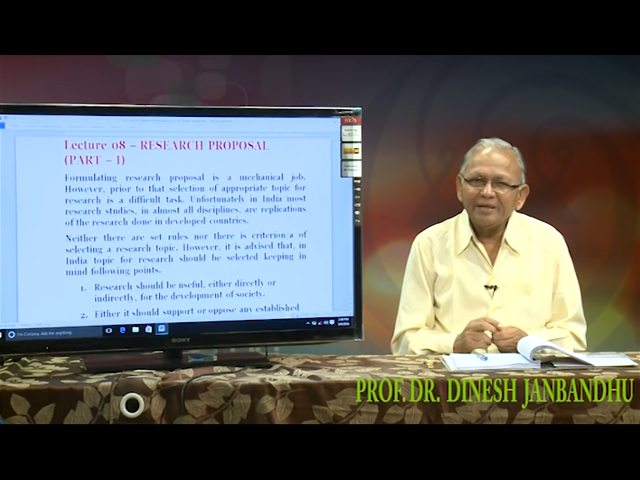 Lecture 08 – RESEARCH PROPOSAL
(PART – I)
Formulating research proposal is a mechanical job.
However, prior to that selection of appropriate topic for
research is a difficult task. Unfortunately in India most
research studies, in almost all disciplines, are replications
of the research done in developed countries.
Neither there are set rules nor there is criterion/a of
selecting a research topic. However, it is advised that, in
India topic for research should be selected keeping in
mind following points.
1. Research should be useful, either directly or
indirectly, for the development of society.
2. Either it should support or oppose any established
I'm Cortana. Ask me anything.
SONY
PROF. DR. DINESH JANBANDHU